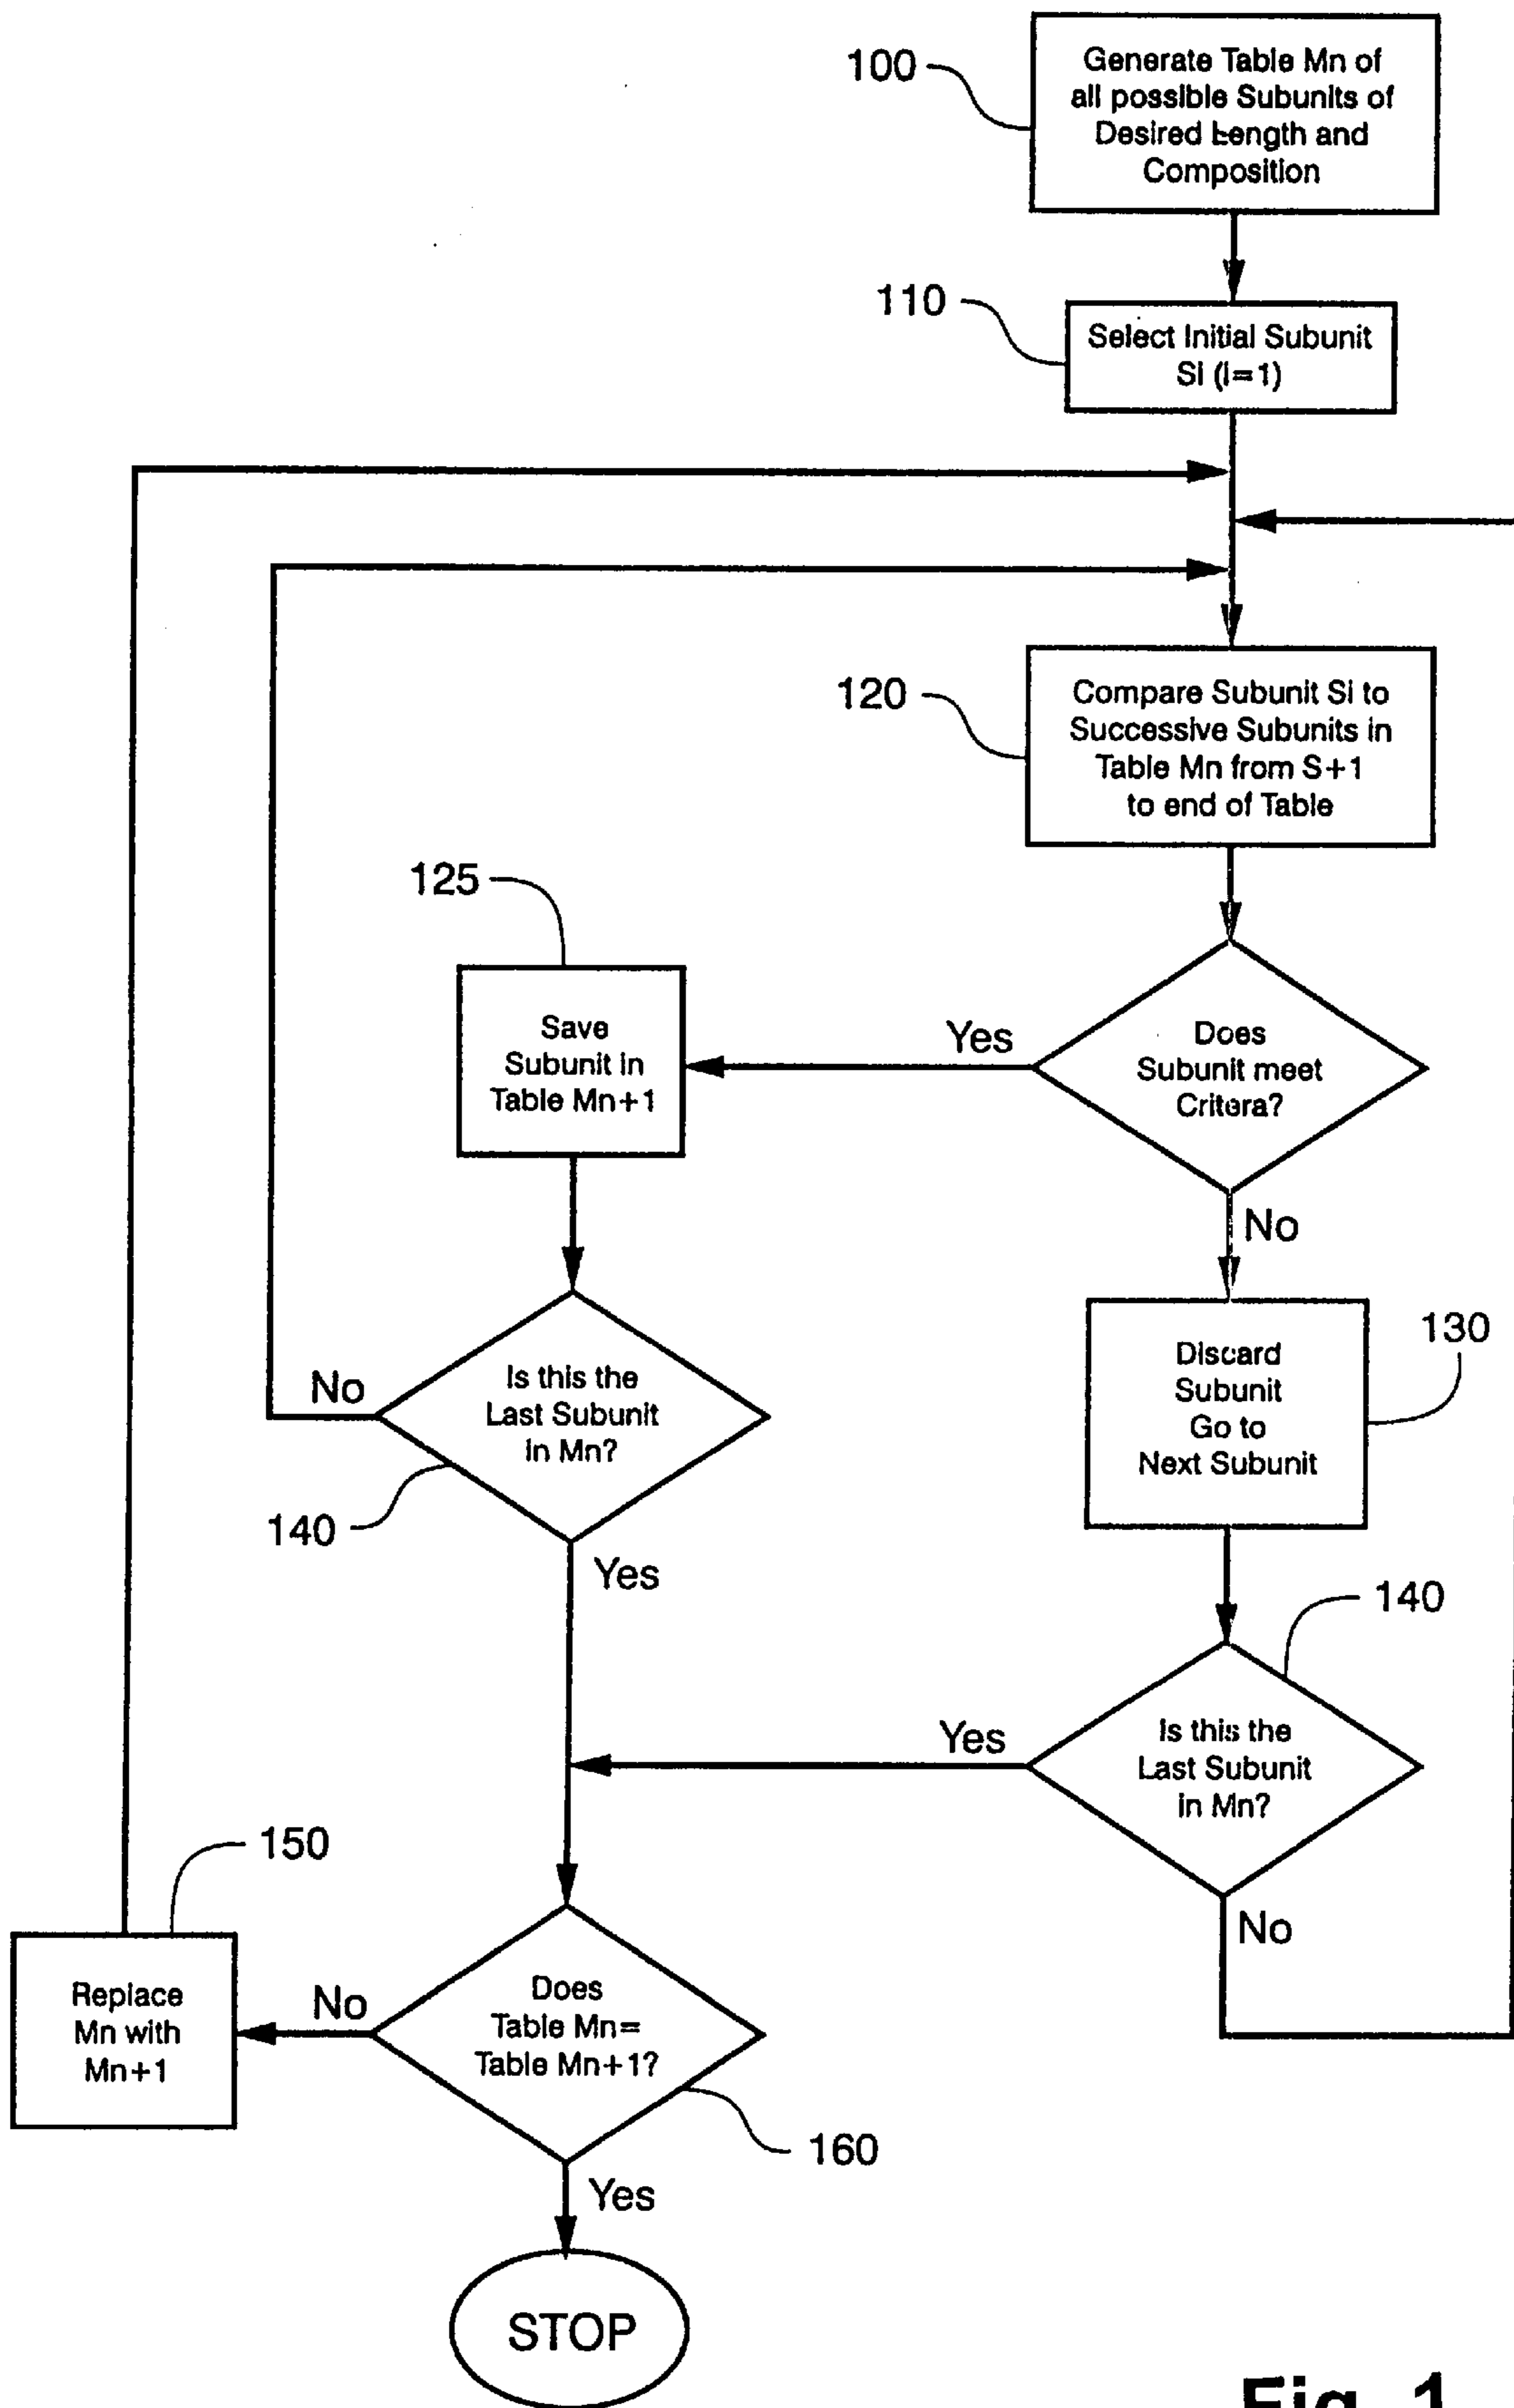 100
Generate Table Mn of
all possible Subunits of
Desired Length and
Composition
110
Select Initial Subunit
Si (i=1)
120
Compare Subunit Si to
Successive Subunits in
Table Mn from S+1
to end of Table
125
Save
Subunit in
Table Mn+1
Yes
Does
Subunit meet
Critera?
No
130
Discard
Subunit
Go to
Next Subunit
No
Is this the
Last Subunit
in Mn?
140
Yes
140
Yes
Is this the
Last Subunit
in Mn?
No
150
Replace
Mn with
Mn+1
No
Does
Table Mn=
Table Mn+1?
160
Yes
STOP
Fig. 1